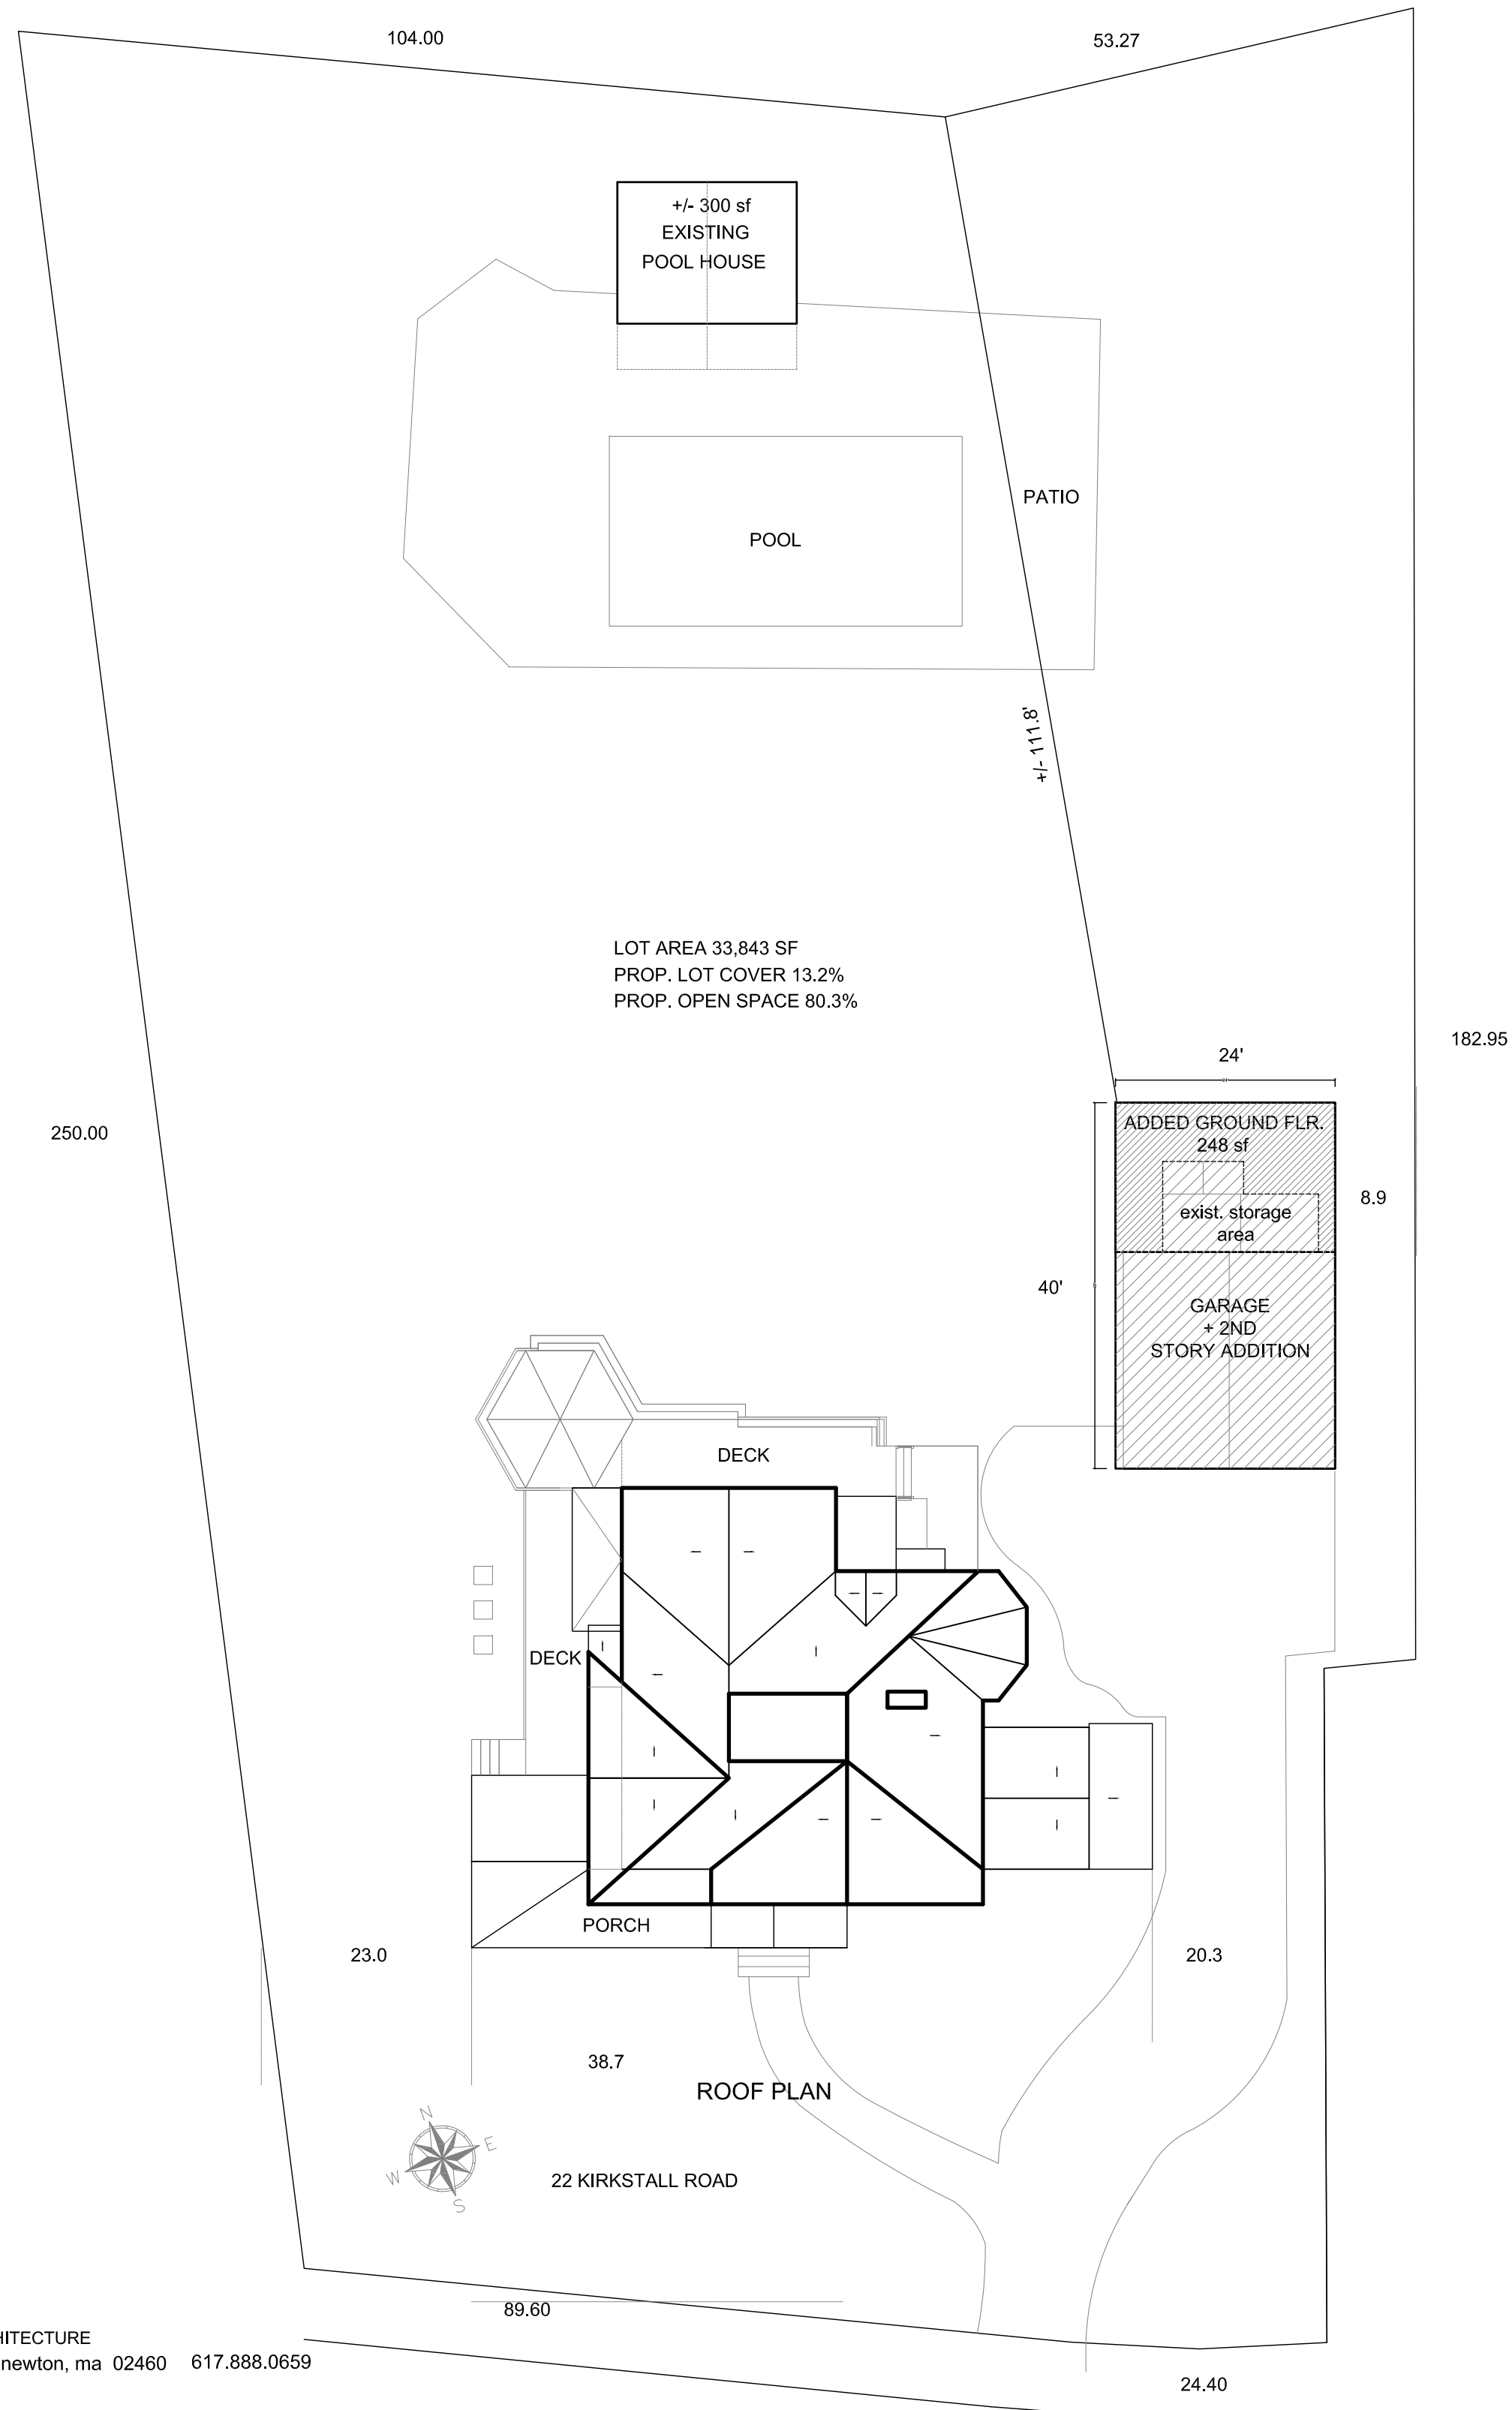 104.00
53.27
+/- 300 sf
EXISTING
POOL HOUSE
PATIO
POOL
+/- 111.8'
LOT AREA 33,843 SF
PROP. LOT COVER 13.2%
PROP. OPEN SPACE 80.3%
182.95
24'
250.00
ADDED GROUND FLR.
248 sf
8.9
exist. storage
area
40'
GARAGE
+ 2ND
STORY ADDITION
DECK
DECK
PORCH
23.0
20.3
38.7
ROOF PLAN
N
E
W
S
22 KIRKSTALL ROAD
89.60
HITECTURE
newton, ma 02460 617.888.0659
24.40